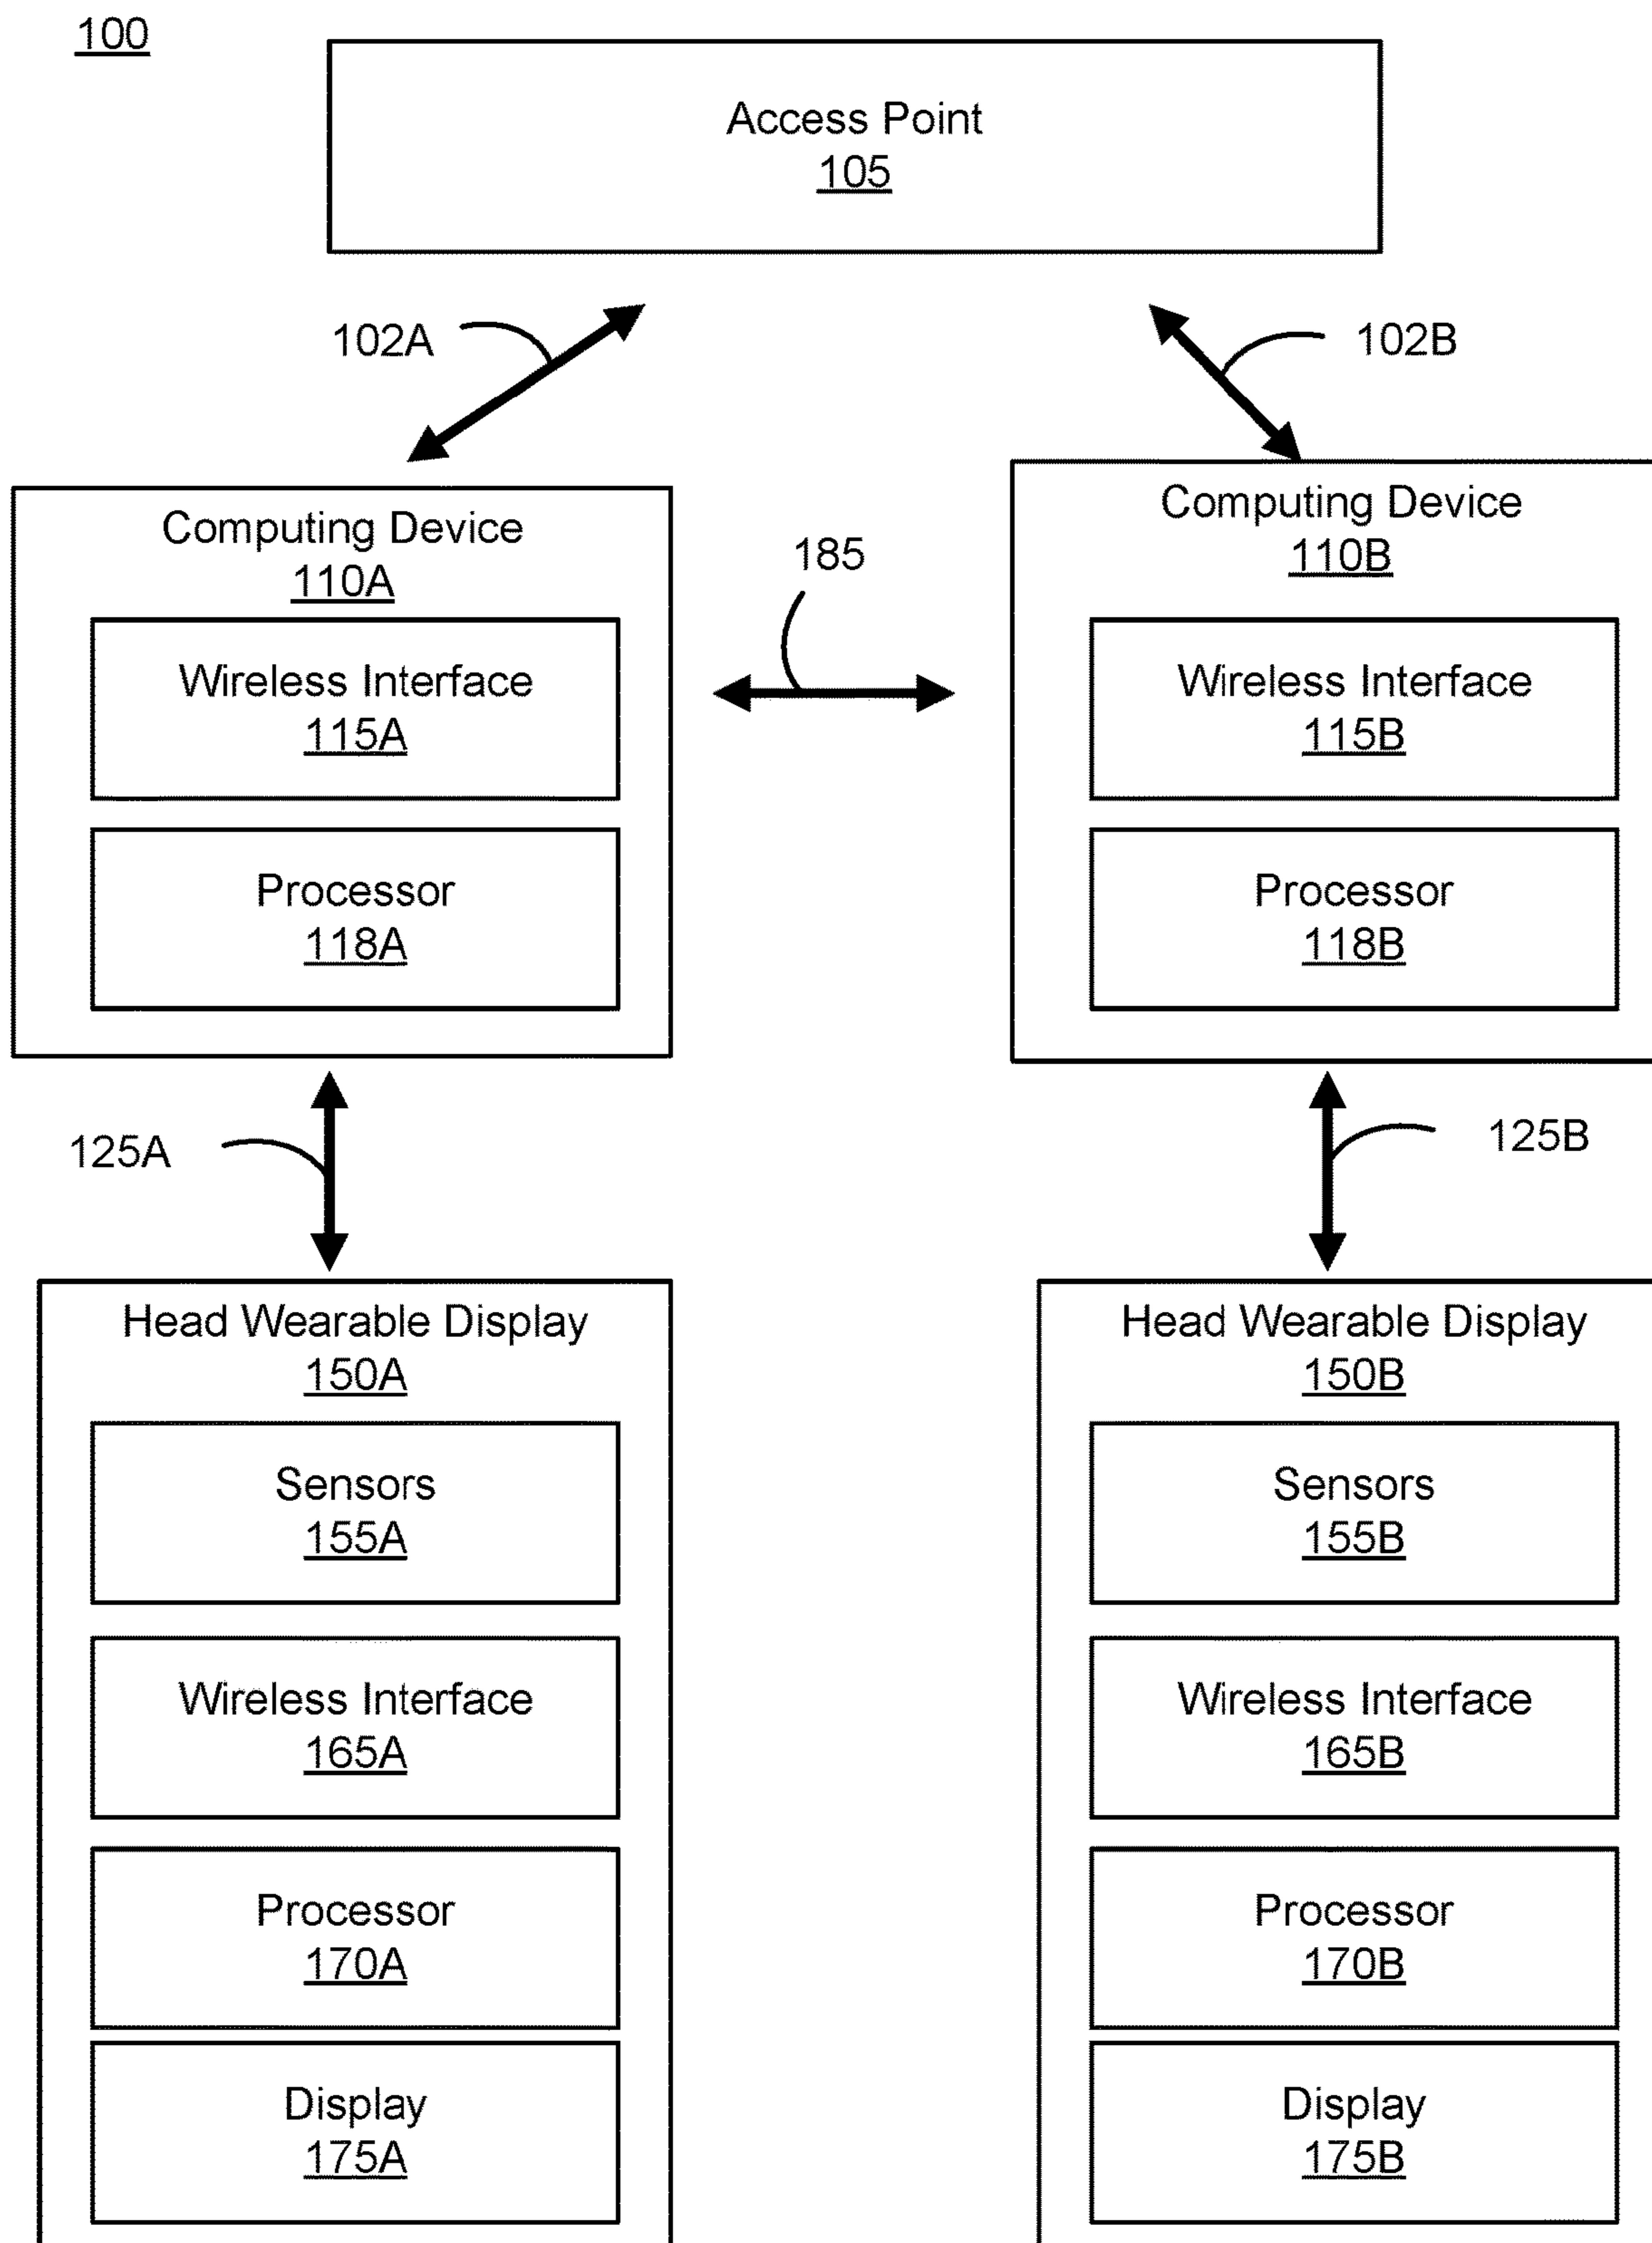 100
Access Point
105
102A
102B
Computing Device
110A
Wireless Interface
115A
Processor
118A
185
Computing Device
110B
Wireless Interface
115B
Processor
118B
125A
125B
Head Wearable Display
150A
Sensors
155A
Wireless Interface
165A
Processor
170A
Display
175A
Head Wearable Display
150B
Sensors
155B
Wireless Interface
165B
Processor
170B
Display
175B